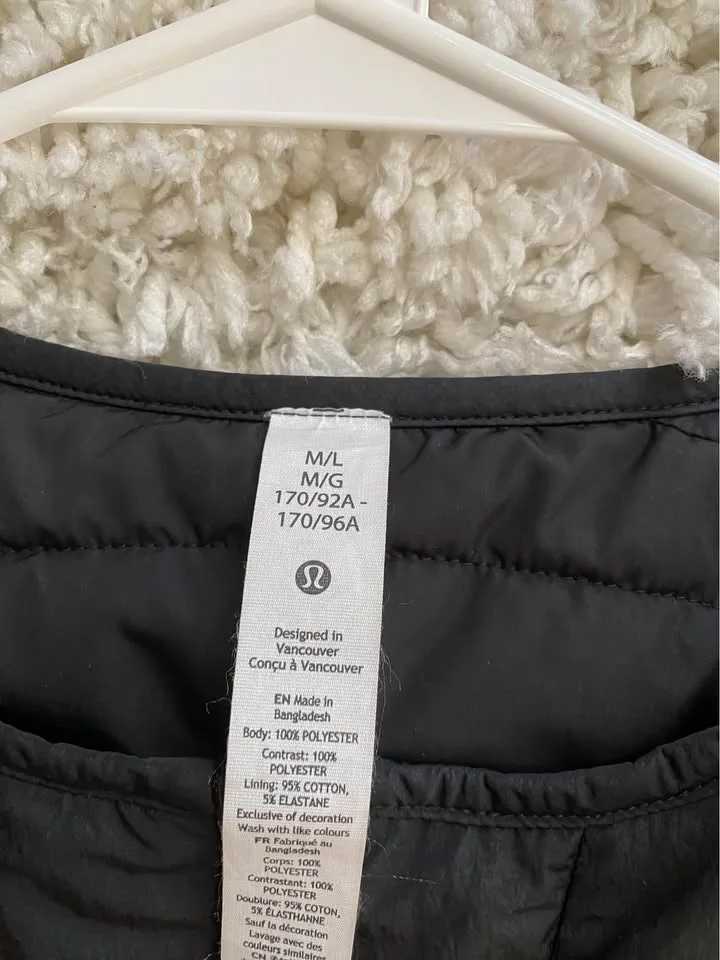 M/L
M/G
170/92A -
170/96A
Designed in
Vancouver
Conçu à Vancouver
EN Made in
Bangladesh
Body: 100% POLYESTER
Contrast: 100%
POLYESTER
Lining: 95% COTTON,
5% ELASTANE
Exclusive of decoration
Wash with like colours
FR Fabriqué au
Bangladesh
Corps: 100%
POLYESTER
Contrastant: 100%
POLYESTER
Doublure: 95% COTON,
5% ÉLASTHANNE
Sauf la décoration
Lavage avec des
couleurs similaires
CN